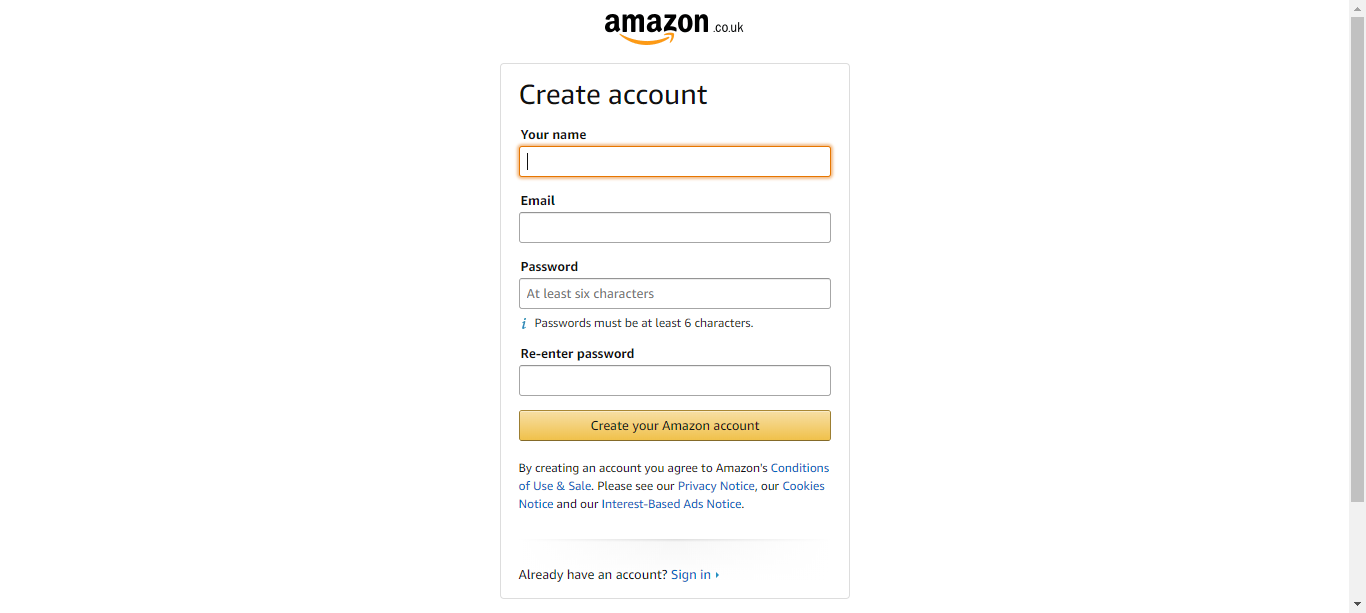 amazon.co.uk
Create account
Your name
Email
Password
At least six characters
i Passwords must be at least 6 characters.
Re-enter password
Create your Amazon account
By creating an account you agree to Amazon's Conditions
of Use & Sale. Please see our Privacy Notice, our Cookies
Notice and our Interest-Based Ads Notice.
Already have an account? Sign in